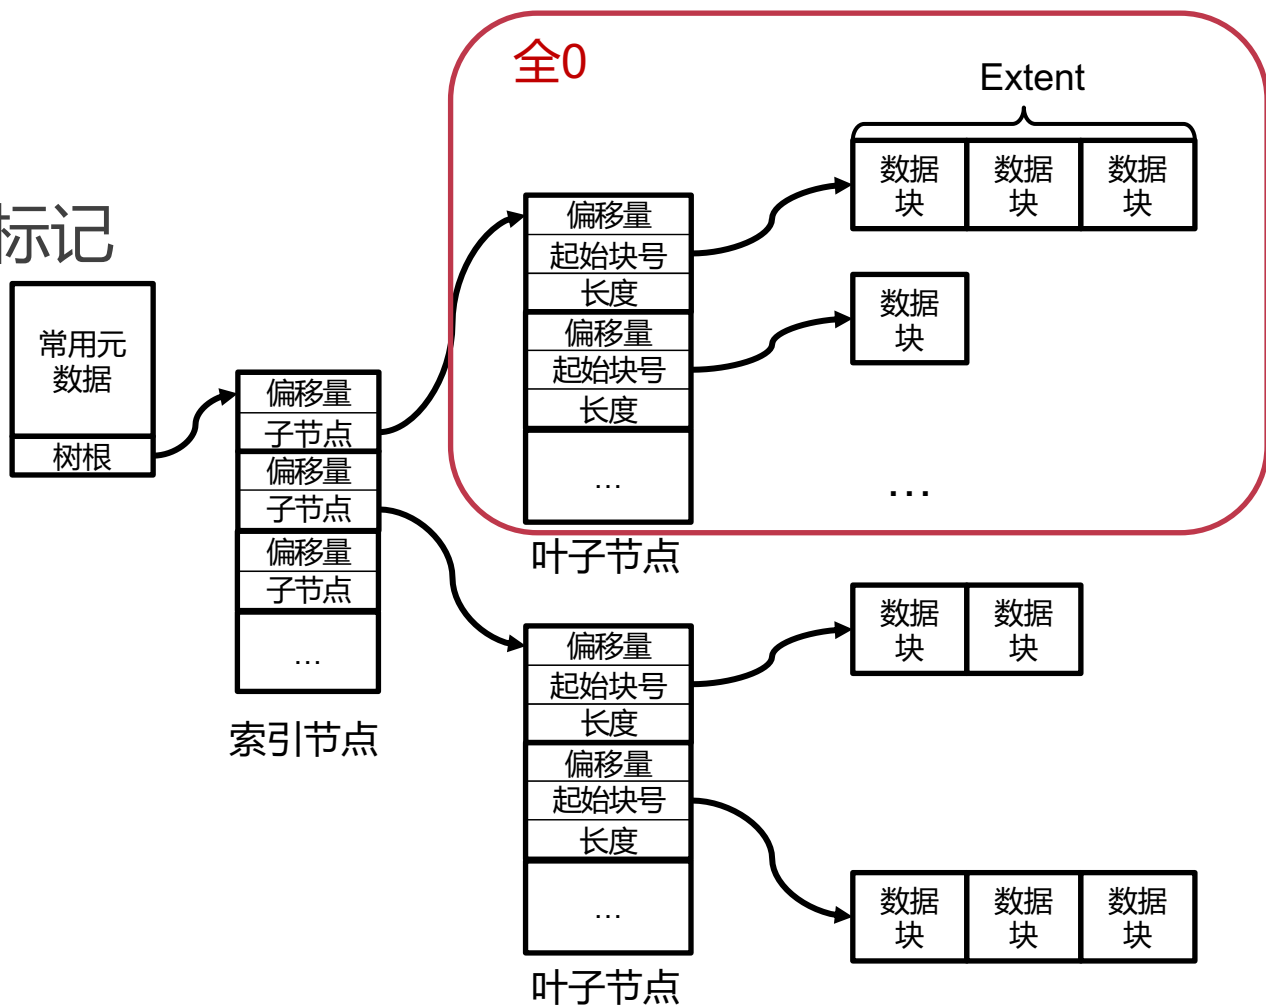 全0
Extent
数据
块
数据
块
数据
块
标记
偏移量
起始块号
长度
偏移量
起始块号
长度
…
数据
块
…
叶子节点
常用元
数据
树根
偏移量
子节点
偏移量
子节点
偏移量
子节点
…
索引节点
偏移量
起始块号
长度
偏移量
起始块号
长度
…
叶子节点
数据
块
数据
块
数据
块
数据
块
数据
块